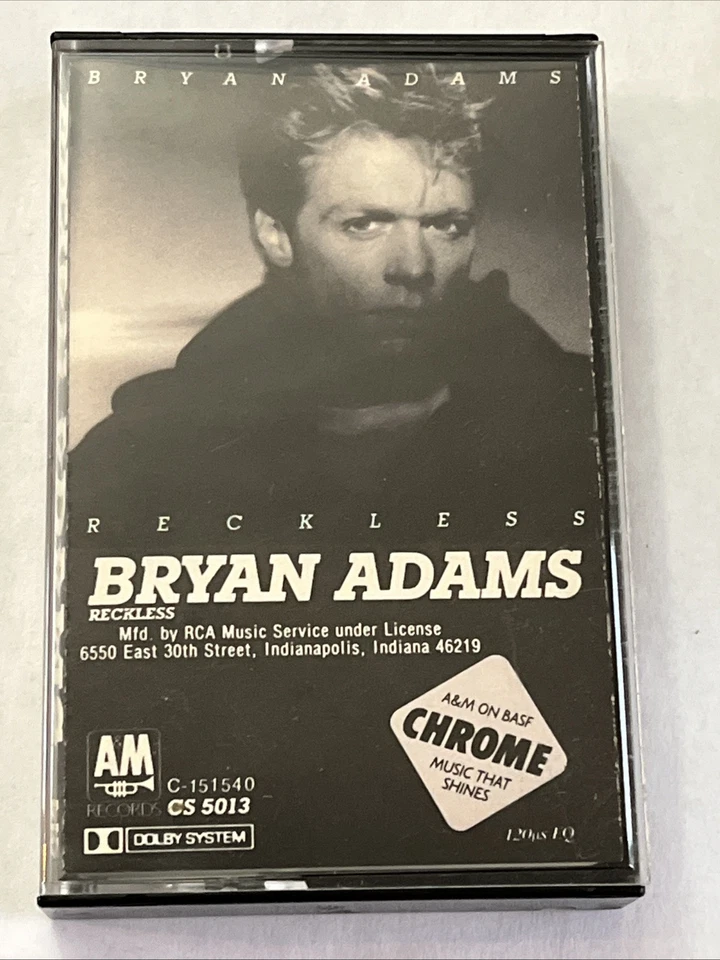 BRYAN ADAMS
RECKLESS
BRYAN ADAMS
RECKLESS
Mfd. by RCA Music Service under License
6550 East 30th Street, Indianapolis, Indiana 46219
A&M ON BASF
CHROME
MUSIC THAT
SHINES
AM
RECORDS
C-151540
CS 5013
DOLBY SYSTEM
120µs EQ